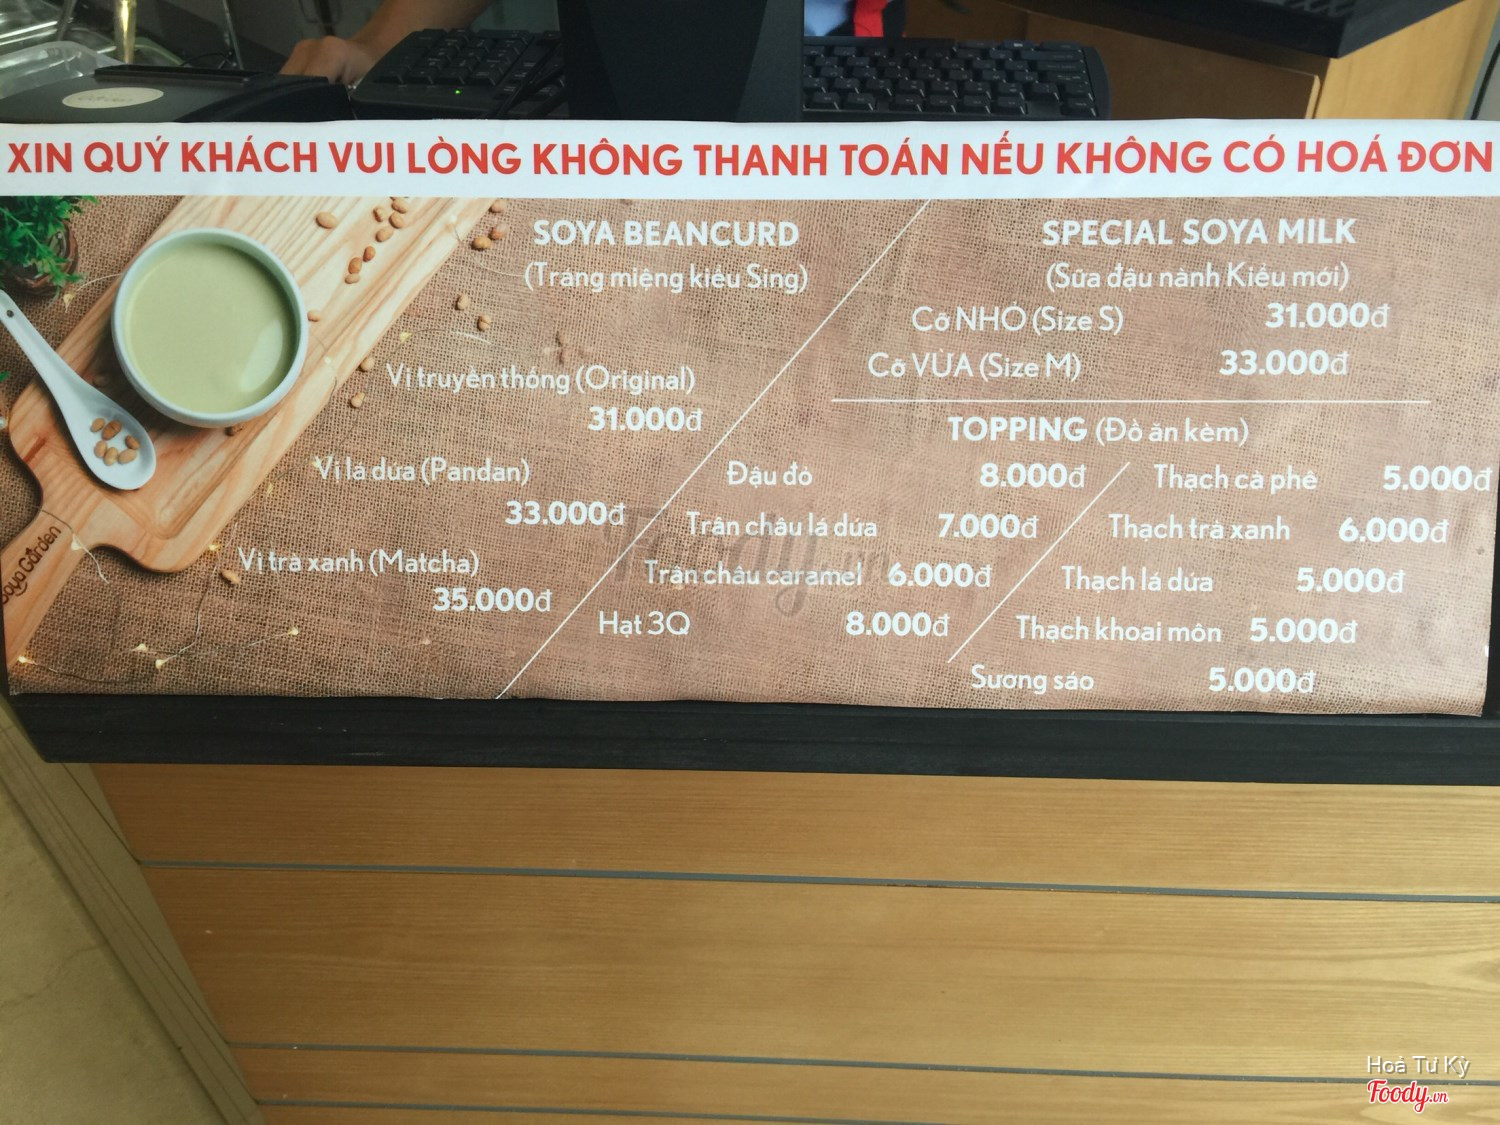 XIN QUÝ KHÁCH VUI LÒNG KHÔNG THANH TOÁN NẾU KHÔNG CÓ HOÁ ĐƠN
SOYA BEANCURD
(Tráng miệng kiểu Sing)
Vị truyền thống (Original)
31.000đ
Vị lá dứa (Pandan)
33.000đ
Vị trà xanh (Matcha)
35.000đ
SPECIAL SOYA MILK
(Sữa đậu nành Kiểu mới)
Cỡ NHỎ (Size S) 31.000đ
Cỡ VỪA (Size M) 33.000đ
TOPPING (Đồ ăn kèm)
Đậu đỏ 8.000đ
Trân châu lá dứa 7.000đ
Trân châu caramel 6.000đ
Hạt 3Q 8.000đ
Thạch cà phê 5.000đ
Thạch trà xanh 6.000đ
Thạch lá dứa 5.000đ
Thạch khoai môn 5.000đ
Sương sáo 5.000đ
Soya Garden
Foody.vn
Hoả Tư Kỳ
Foody.vn